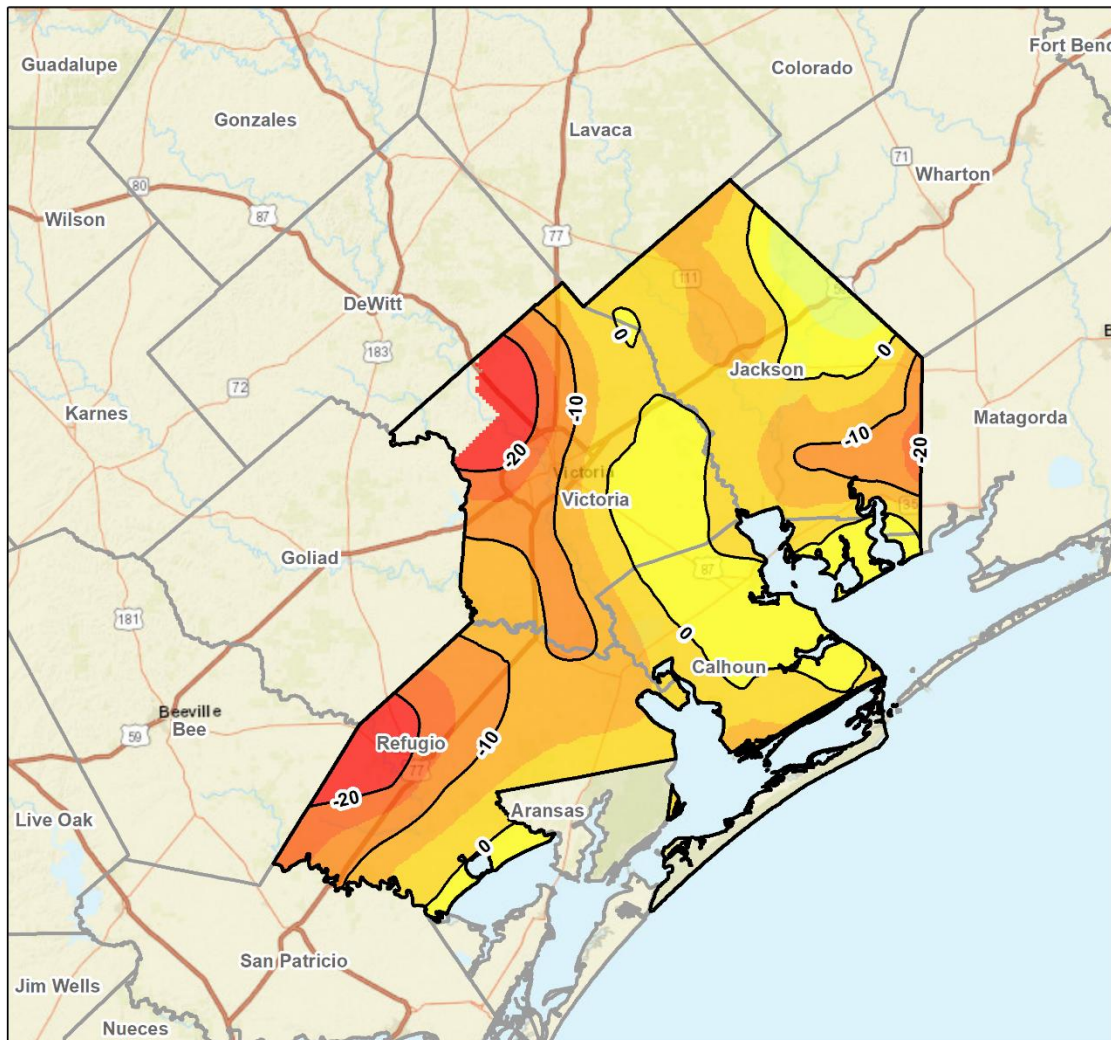 Fort Bend
Guadalupe
Colorado
Gonzales
Lavaca
71
Wharton
80
87
Wilson
77
111
DeWitt
0
183
0
Jackson
72
-10
Karnes
Matagorda
-10
-20
-20
Victoria
Victoria
35
Goliad
87
181
0
Calhoun
Beeville
Bee
59
Refugio
-10
77
-20
Aransas
Live Oak
0
San Patricio
Jim Wells
Nueces